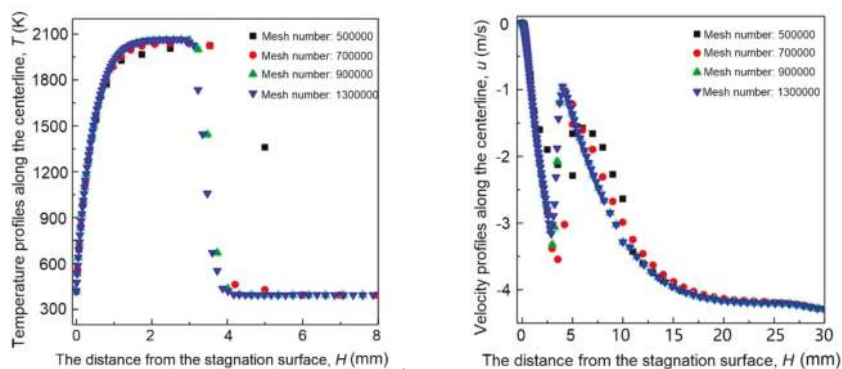 Temperature profiles along the centerline, T (K)
2100
1800
1500
1200
900
600
300
Mesh number: 500000
Mesh number: 700000
Mesh number: 900000
Mesh number: 1300000
0 2 4 6 8
The distance from the stagnation surface, H (mm)
Velocity profiles along the centerline, u (m/s)
0
-1
-2
-3
-4
Mesh number: 500000
Mesh number: 700000
Mesh number: 900000
Mesh number: 1300000
0 5 10 15 20 25 30
The distance from the stagnation surface, H (mm)